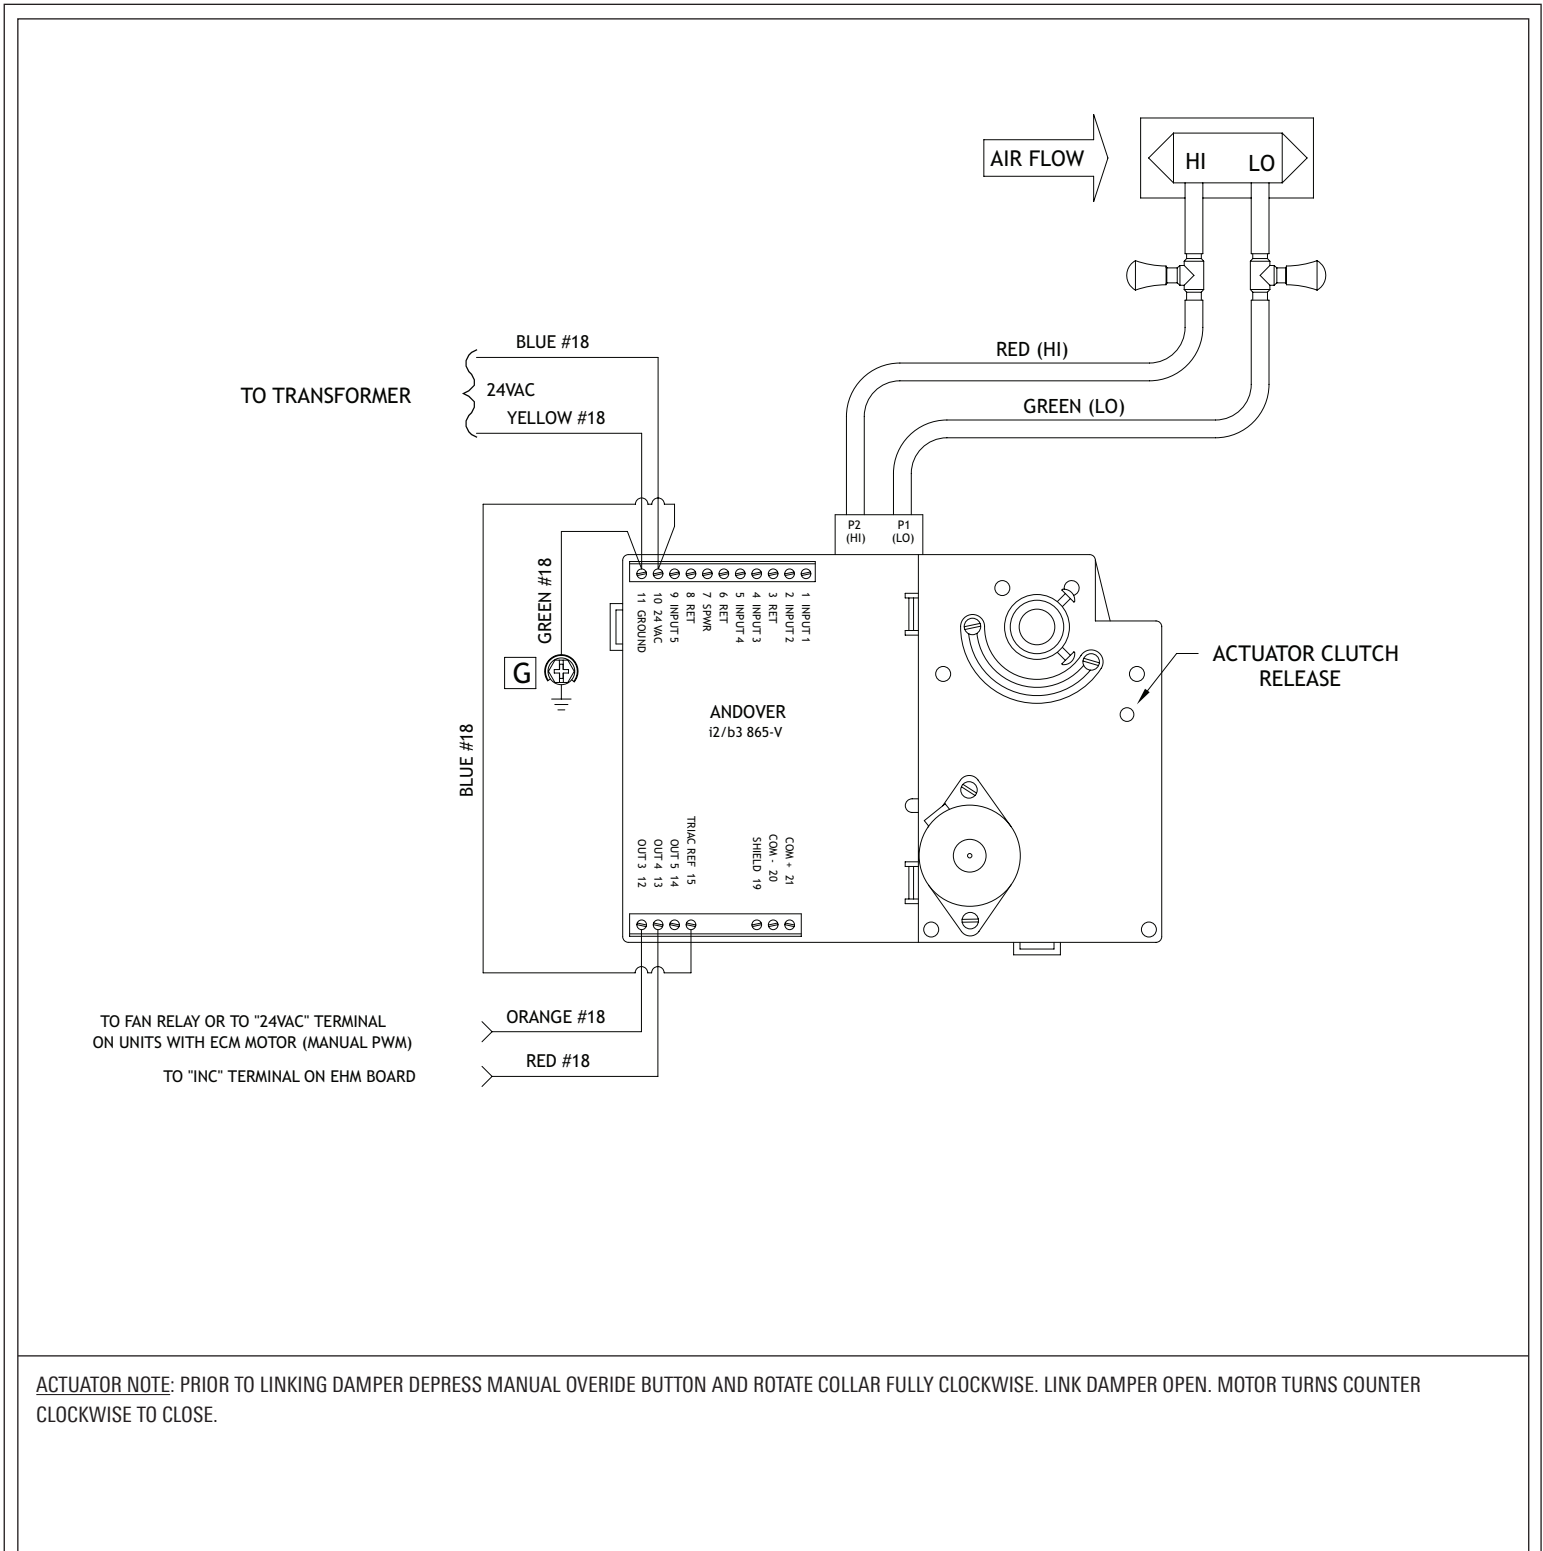 AIR FLOW
HI LO
RED (HI)
GREEN (LO)
BLUE #18
TO TRANSFORMER
24VAC
YELLOW #18
P2
(HI)
P1
(LO)
GREEN #18
G
11 GROUND
10 24 VAC
9 INPUT 5
8 RET
7 SPWR
6 RET
5 INPUT 4
4 INPUT 3
3 RET
2 INPUT 2
1 INPUT 1
ACTUATOR CLUTCH
RELEASE
ANDOVER
i2/b3 865-V
BLUE #18
OUT 3 12
OUT 4 13
OUT 5 14
TRIAC REF 15
SHIELD 19
COM - 20
COM + 21
TO FAN RELAY OR TO "24VAC" TERMINAL
ON UNITS WITH ECM MOTOR (MANUAL PWM)
ORANGE #18
RED #18
TO "INC" TERMINAL ON EHM BOARD
ACTUATOR NOTE: PRIOR TO LINKING DAMPER DEPRESS MANUAL OVERIDE BUTTON AND ROTATE COLLAR FULLY CLOCKWISE. LINK DAMPER OPEN. MOTOR TURNS COUNTER
CLOCKWISE TO CLOSE.